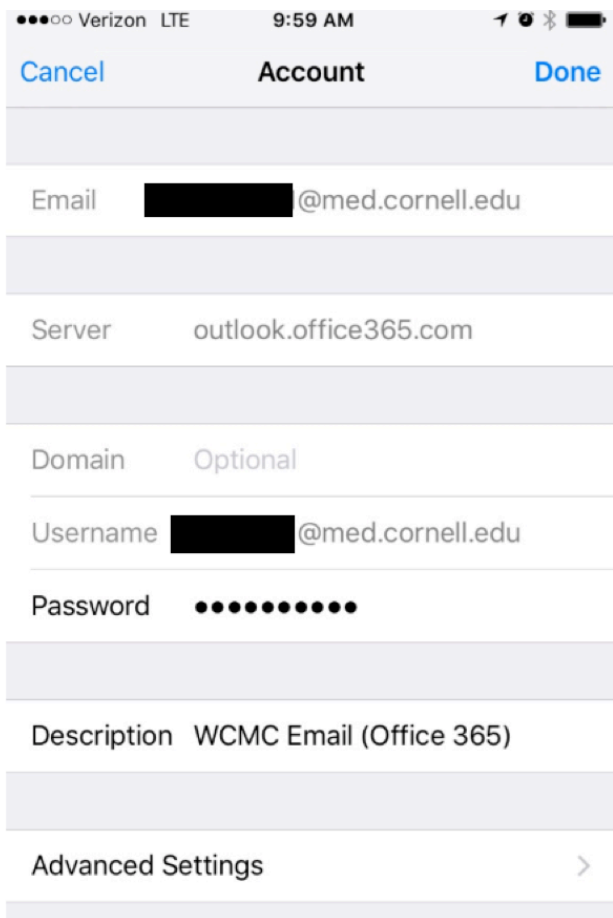 Verizon LTE 9:59 AM
Cancel Account Done
Email @med.cornell.edu
Server outlook.office365.com
Domain Optional
Username @med.cornell.edu
Password ••••••••••
Description WCMC Email (Office 365)
Advanced Settings